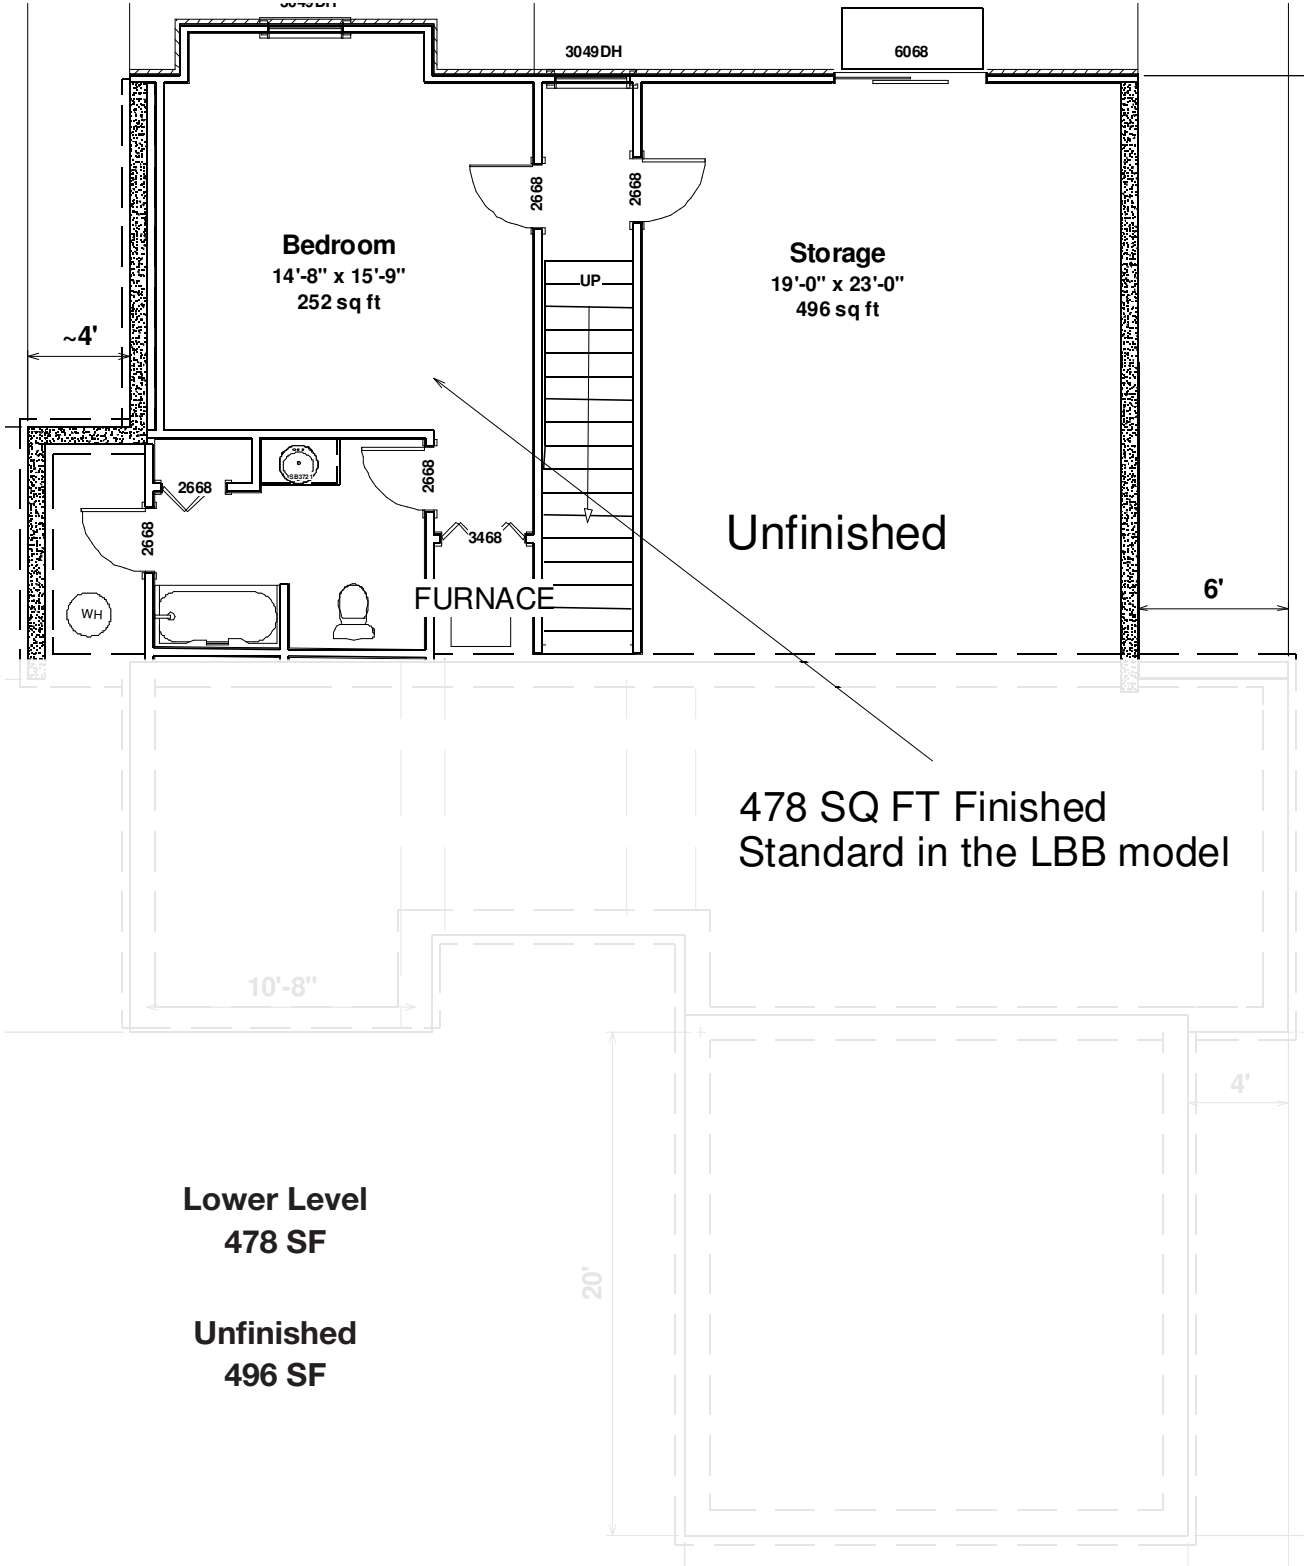 3049DH
3049DH
6068
2668
2668
Bedroom
14'-8" x 15'-9"
252 sq ft
Storage
19'-0" x 23'-0"
496 sq ft
UP
~4'
2668
2668
2668
3468
Unfinished
FURNACE
WH
6'
478 SQ FT Finished
Standard in the LBB model
10'-8"
4'
20'
Lower Level
478 SF
Unfinished
496 SF